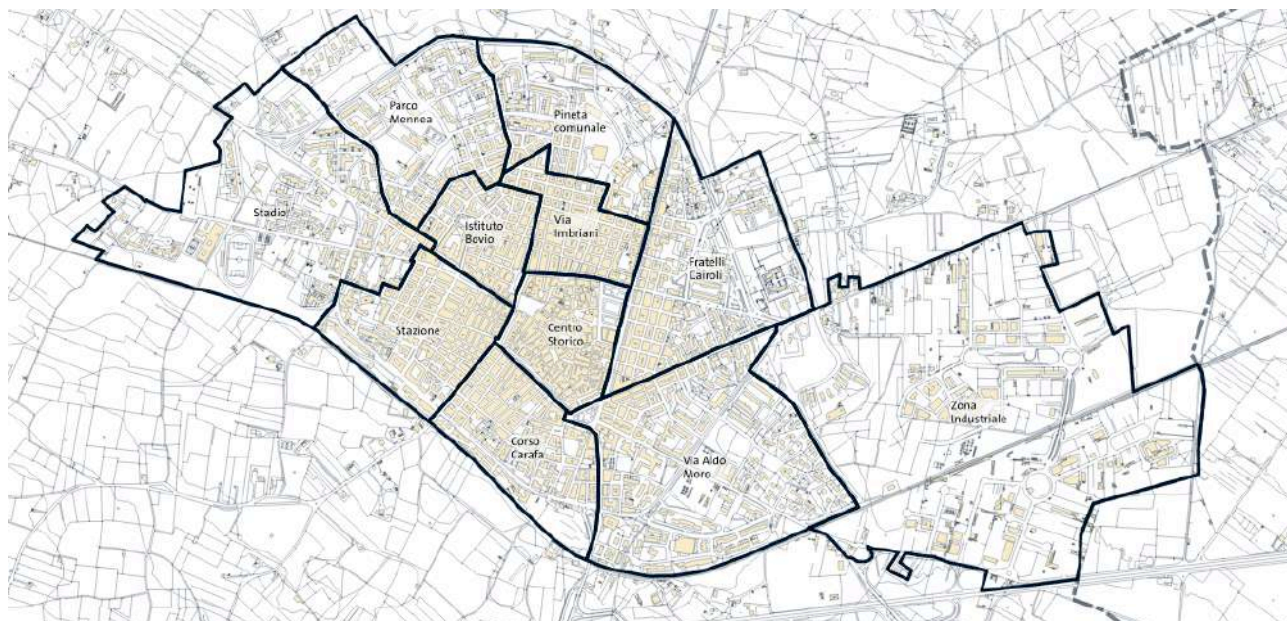 Parco
Mennea
Pineta
comunale
Stadio
Istituto
Bovio
Via
Imbriani
Fratelli
Cairoli
Stazione
Centro
Storico
Zona
Industriale
Corso
Carafa
Via Aldo
Moro